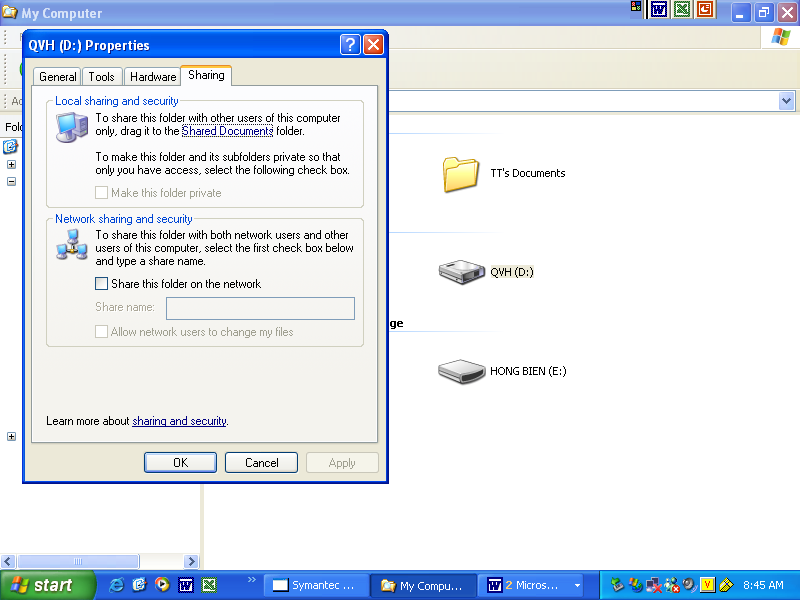 My Computer
QVH (D:) Properties
General
Tools
Hardware
Sharing
Local sharing and security
To share this folder with other users of this computer
only, drag it to the Shared Documents folder.
To make this folder and its subfolders private so that
only you have access, select the following check box.
Make this folder private
Network sharing and security
To share this folder with both network users and other
users of this computer, select the first check box below
and type a share name.
Share this folder on the network
Share name:
Allow network users to change my files
Learn more about sharing and security.
OK
Cancel
Apply
TT's Documents
QVH (D:)
ge
HONG BIEN (E:)
start
Symantec ...
My Compu...
2 Micros...
8:45 AM